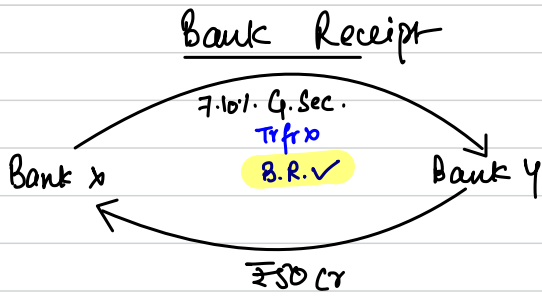 Bank Receipt
7.10% G.Sec.
Trfr x
B.R. ✓
Bank x
Bank Y
₹50 Cr